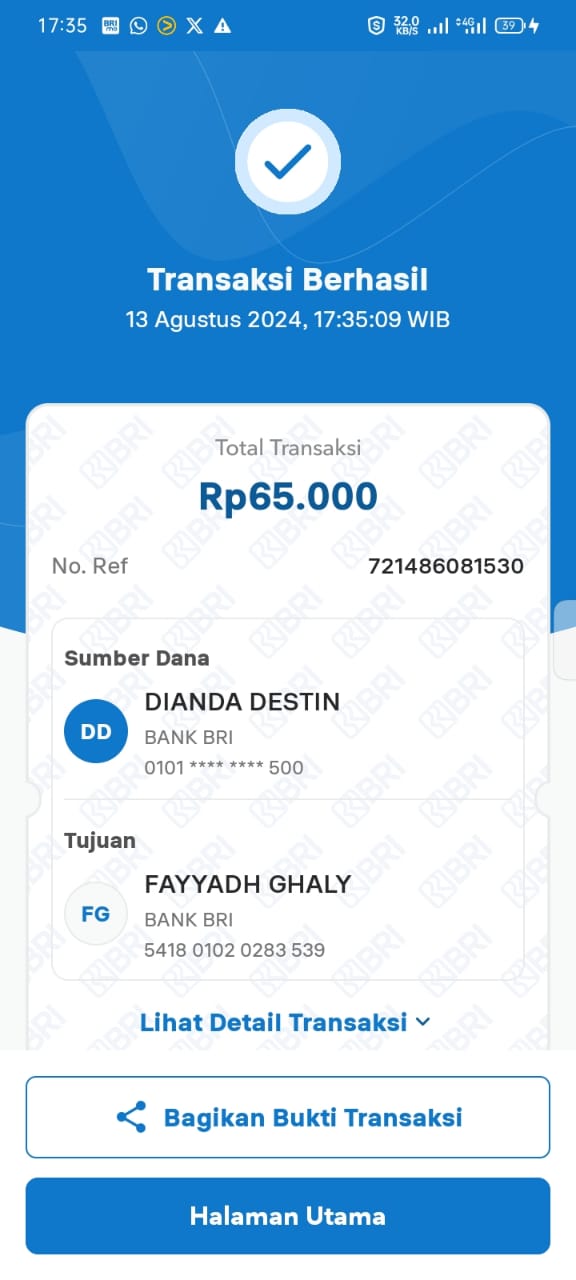 17:35 BRI mo 32.0 KB/S 4G 39
Transaksi Berhasil
13 Agustus 2024, 17:35:09 WIB
Total Transaksi
Rp65.000
No. Ref 721486081530
Sumber Dana
DD DIANDA DESTIN
BANK BRI
0101 **** **** 500
Tujuan
FG FAYYADH GHALY
BANK BRI
5418 0102 0283 539
Lihat Detail Transaksi
Bagikan Bukti Transaksi
Halaman Utama